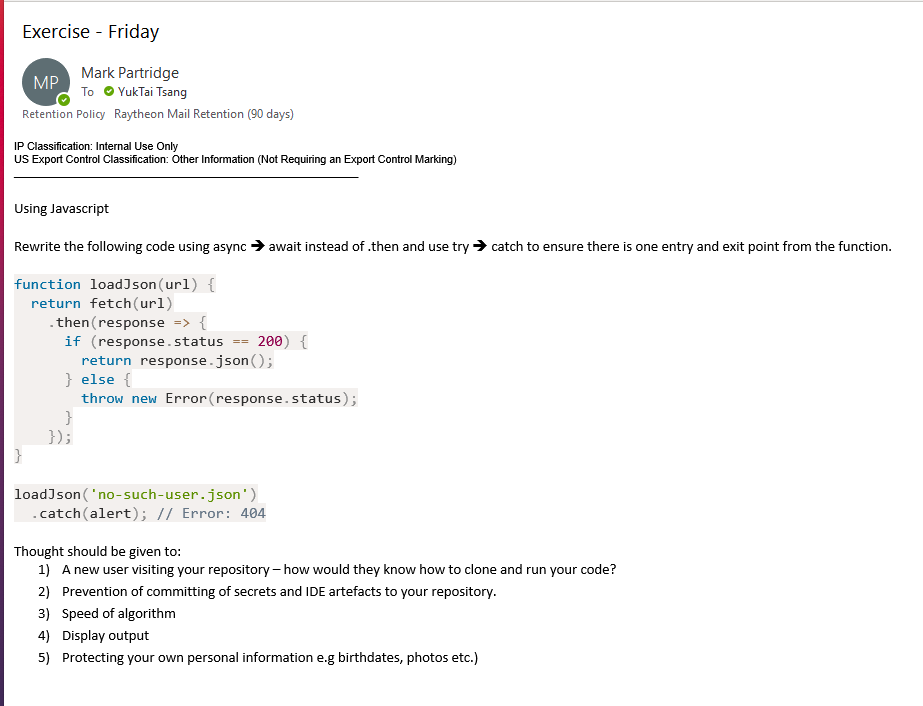 Exercise - Friday
MP
Mark Partridge
To YukTai Tsang
Retention Policy Raytheon Mail Retention (90 days)
IP Classification: Internal Use Only
US Export Control Classification: Other Information (Not Requiring an Export Control Marking)
Using Javascript
Rewrite the following code using async → await instead of .then and use try → catch to ensure there is one entry and exit point from the function.
function loadJson(url) {
  return fetch(url)
    .then(response => {
      if (response.status == 200) {
        return response.json();
      } else {
        throw new Error(response.status);
      }
    });
}
loadJson('no-such-user.json')
  .catch(alert); // Error: 404
Thought should be given to:
1) A new user visiting your repository – how would they know how to clone and run your code?
2) Prevention of committing of secrets and IDE artefacts to your repository.
3) Speed of algorithm
4) Display output
5) Protecting your own personal information e.g birthdates, photos etc.)